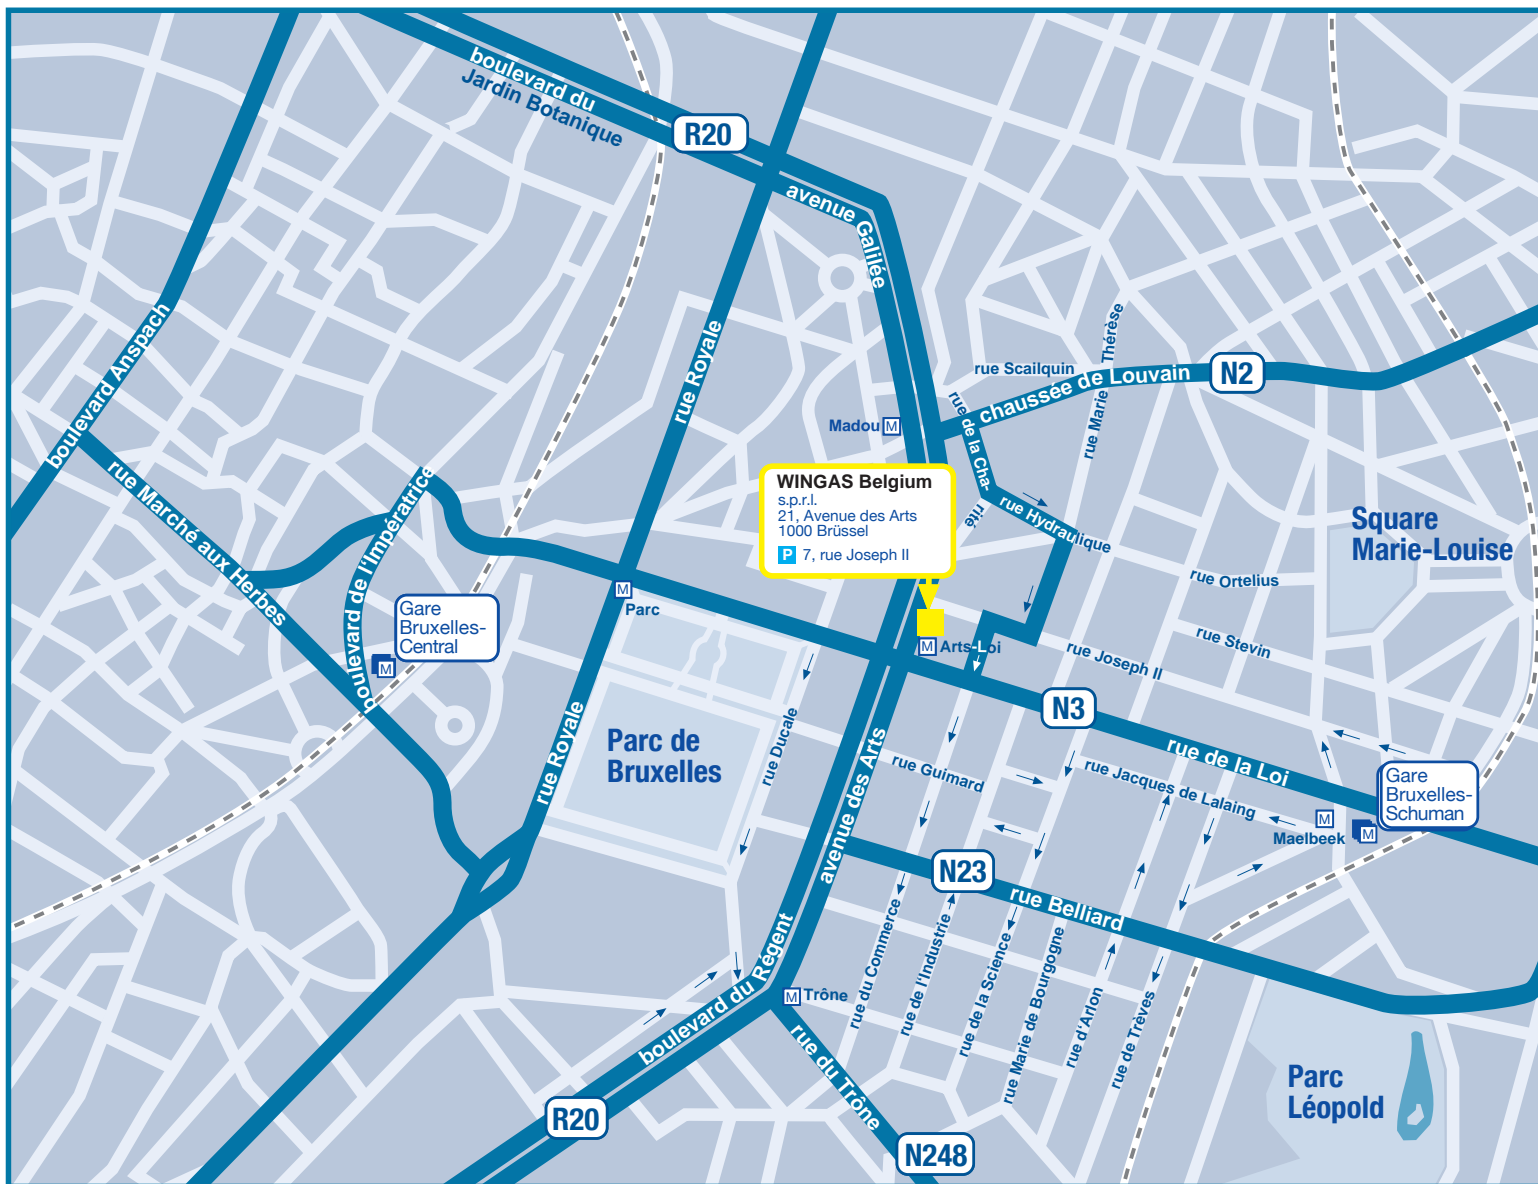 boulevard du
Jardin Botanique
R20
avenue Galilée
boulevard Anspach
rue Royale
rue Marie Thérèse
rue Scailquin
chaussée de Louvain
N2
rue de la Cha-
rité
Madou M
WINGAS Belgium
s.p.r.l.
21, Avenue des Arts
1000 Brüssel
P 7, rue Joseph II
rue Hydraulique
Square
Marie-Louise
rue Marché aux Herbes
boulevard de l'Impératrice
rue Ortelius
M
Parc
Gare
Bruxelles-
Central
M
rue Stevin
M Arts-Loi
rue Joseph II
N3
rue de la Loi
Parc de
Bruxelles
rue Royale
rue Ducale
avenue des Arts
rue Guimard
rue Jacques de Lalaing
Gare
Bruxelles-
Schuman
M
Maelbeek
M
N23
rue Belliard
rue du Commerce
rue de l'Industrie
rue de la Science
rue Marie de Bourgogne
rue d'Arlon
rue de Trèves
boulevard du Régent
M Trône
rue du Trône
Parc
Léopold
R20
N248